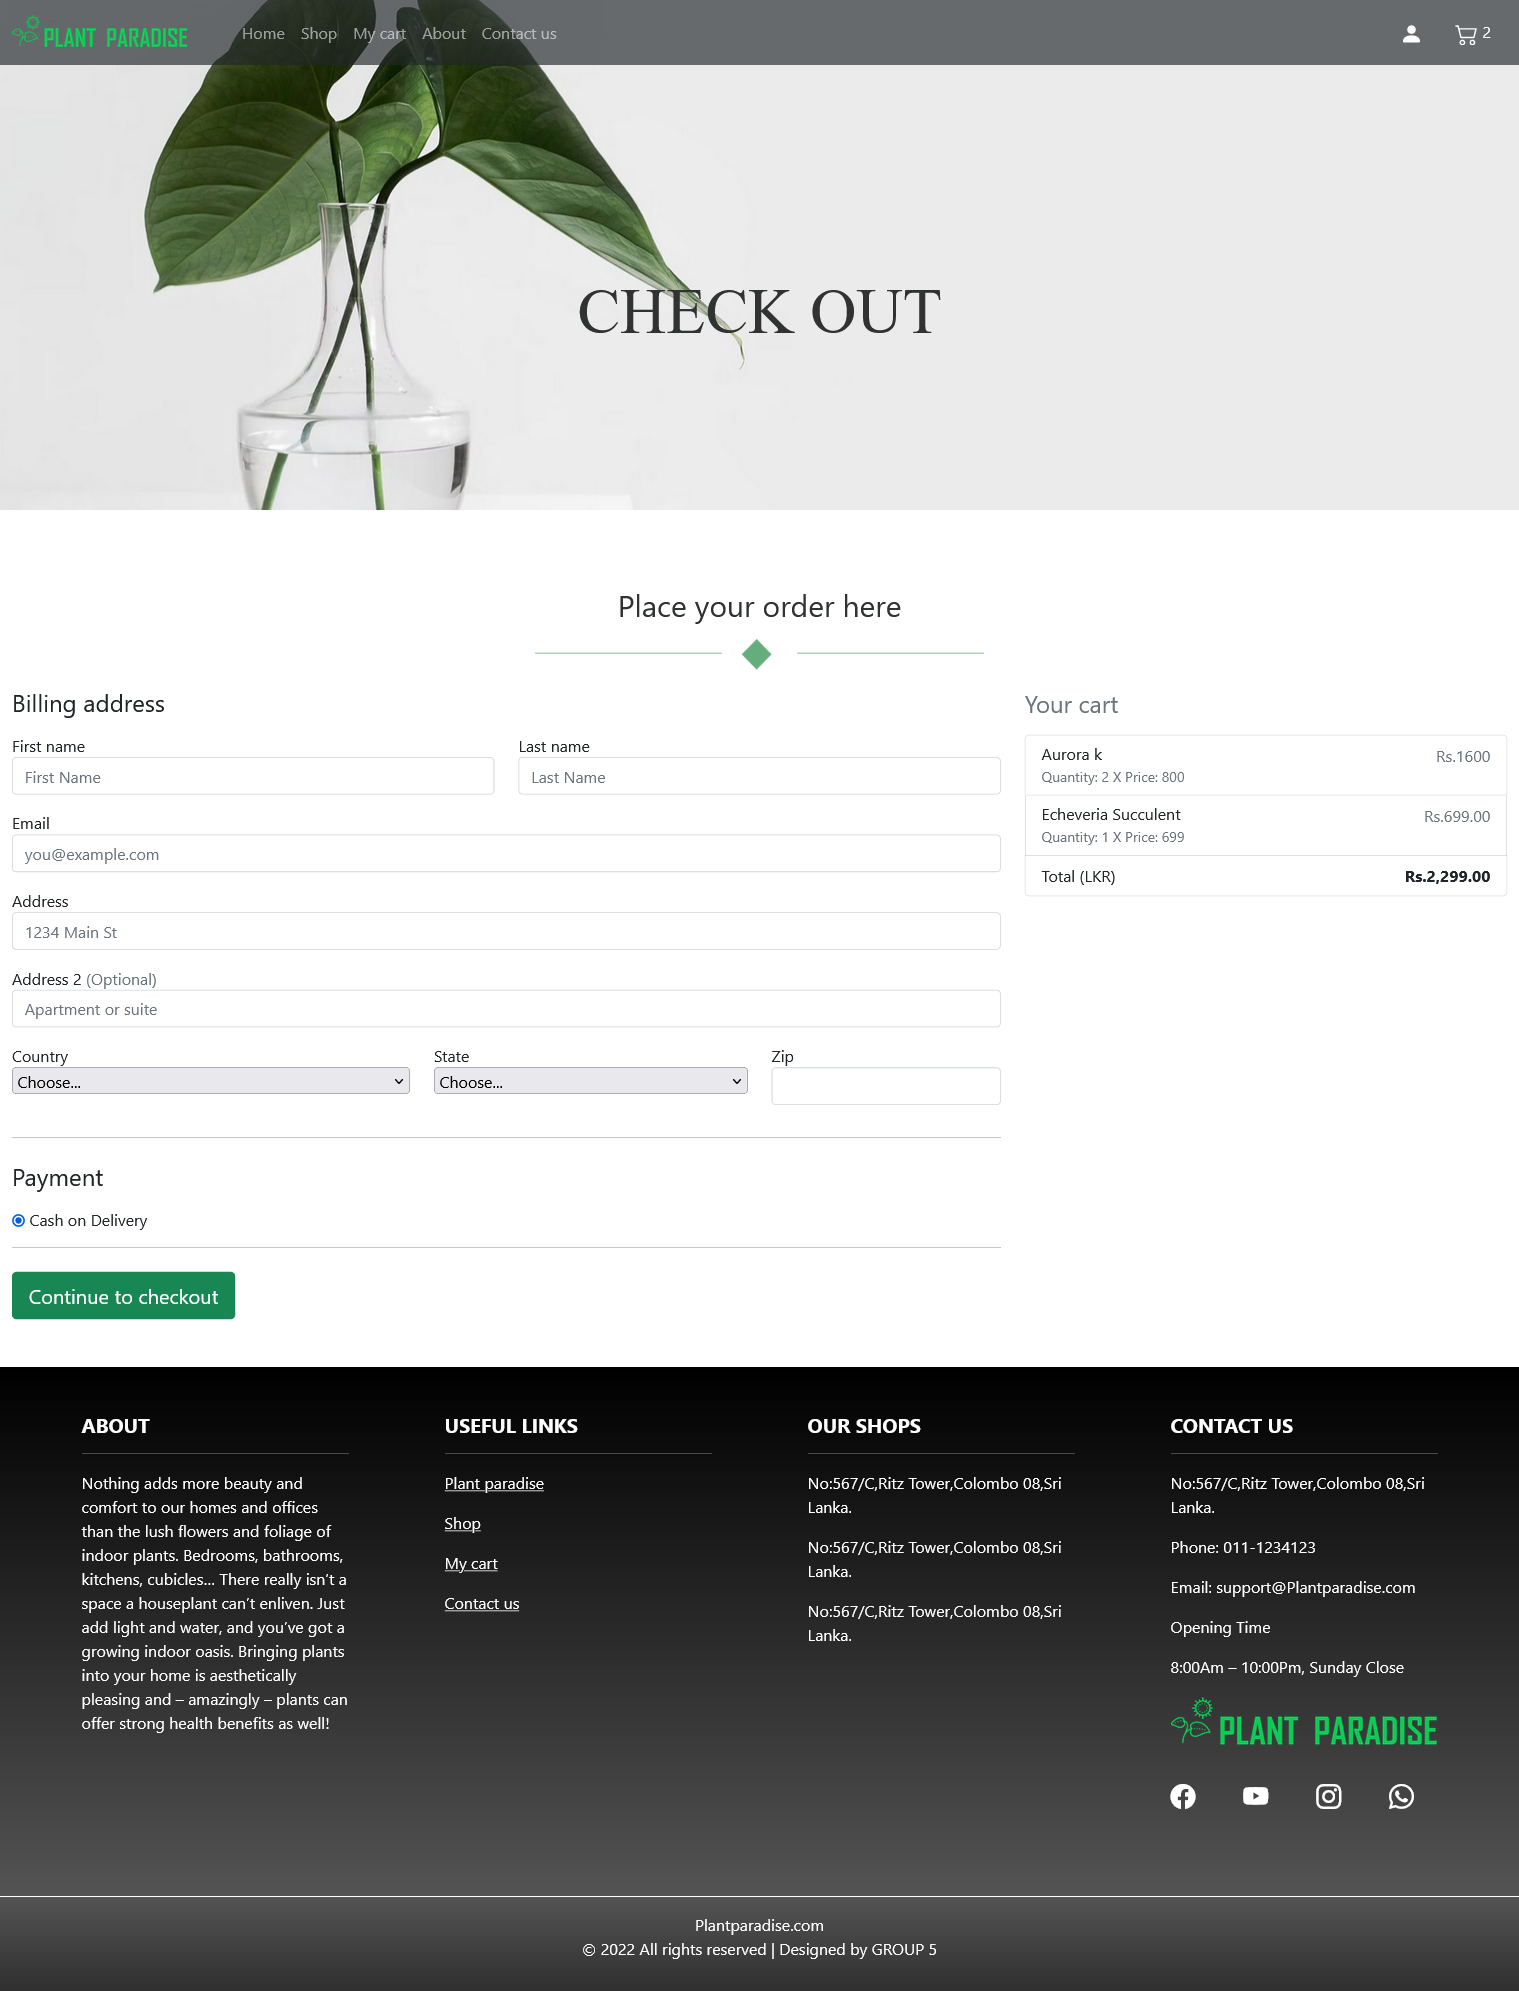 PLANT PARADISE
Home Shop My cart About Contact us
2
CHECK OUT
Place your order here
Billing address
First name
First Name
Last name
Last Name
Email
you@example.com
Address
1234 Main St
Address 2 (Optional)
Apartment or suite
Country
Choose...
State
Choose...
Zip
Payment
Cash on Delivery
Continue to checkout
Your cart
Aurora k
Rs.1600
Quantity: 2 X Price: 800
Echeveria Succulent
Rs.699.00
Quantity: 1 X Price: 699
Total (LKR)
Rs.2,299.00
ABOUT
Nothing adds more beauty and
comfort to our homes and offices
than the lush flowers and foliage of
indoor plants. Bedrooms, bathrooms,
kitchens, cubicles... There really isn’t a
space a houseplant can’t enliven. Just
add light and water, and you’ve got a
growing indoor oasis. Bringing plants
into your home is aesthetically
pleasing and – amazingly – plants can
offer strong health benefits as well!
USEFUL LINKS
Plant paradise
Shop
My cart
Contact us
OUR SHOPS
No:567/C,Ritz Tower,Colombo 08,Sri
Lanka.
No:567/C,Ritz Tower,Colombo 08,Sri
Lanka.
No:567/C,Ritz Tower,Colombo 08,Sri
Lanka.
CONTACT US
No:567/C,Ritz Tower,Colombo 08,Sri
Lanka.
Phone: 011-1234123
Email: support@Plantparadise.com
Opening Time
8:00Am – 10:00Pm, Sunday Close
PLANT PARADISE
Plantparadise.com
© 2022 All rights reserved | Designed by GROUP 5